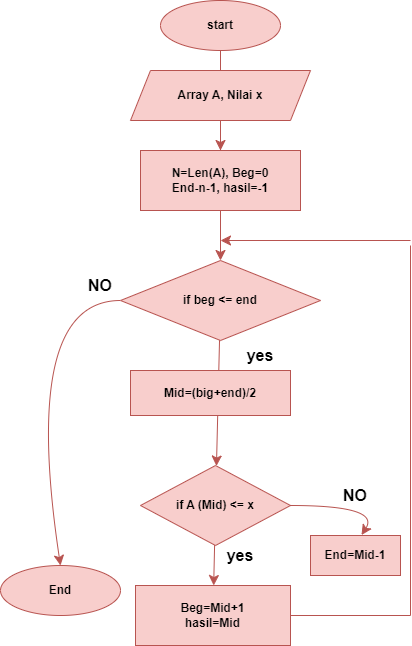 start
Array A, Nilai x
N=Len(A), Beg=0
End-n-1, hasil=-1
if beg <= end
NO
yes
Mid=(big+end)/2
if A (Mid) <= x
NO
yes
End=Mid-1
End
Beg=Mid+1
hasil=Mid